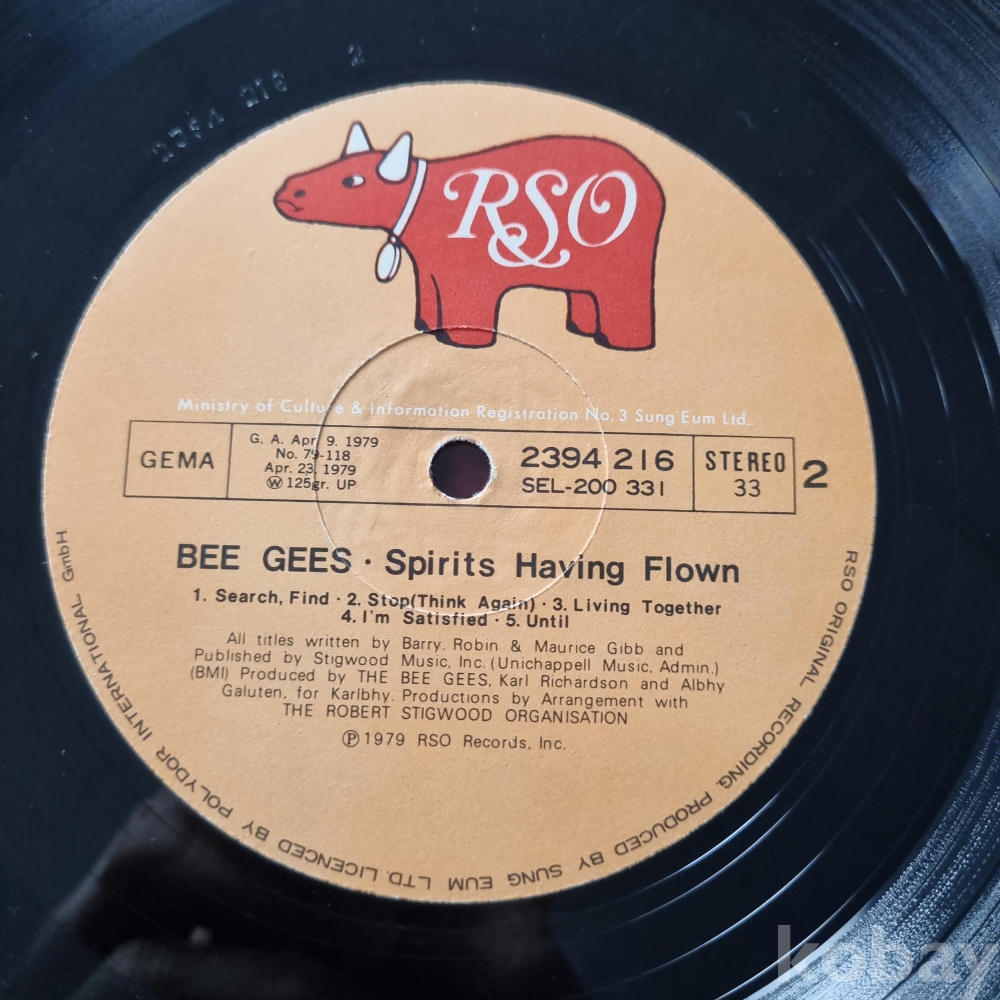 2394 216 2
RSO
Ministry of Culture & Information Registration No. 3 Sung Eum Ltd.
GEMA
G. A. Apr. 9. 1979
No. 79-118
Apr. 23. 1979
Ⓦ 125gr. UP
2394 216
SEL-200 331
STEREO
33
2
BEE GEES · Spirits Having Flown
1. Search, Find · 2. Stop(Think Again) · 3. Living Together
4. I'm Satisfied · 5. Until
All titles written by Barry. Robin & Maurice Gibb and
Published by Stigwood Music, Inc. (Unichappell Music, Admin.)
(BMI) Produced by THE BEE GEES, Karl Richardson and Albhy
Galuten, for Karlbhy. Productions by Arrangement with
THE ROBERT STIGWOOD ORGANISATION
Ⓟ1979 RSO Records, Inc.
RSO ORIGINAL RECORDING. PRODUCED BY SUNG EUM LTD. LICENCED BY POLYDOR INTERNATIONAL GmbH
kobay